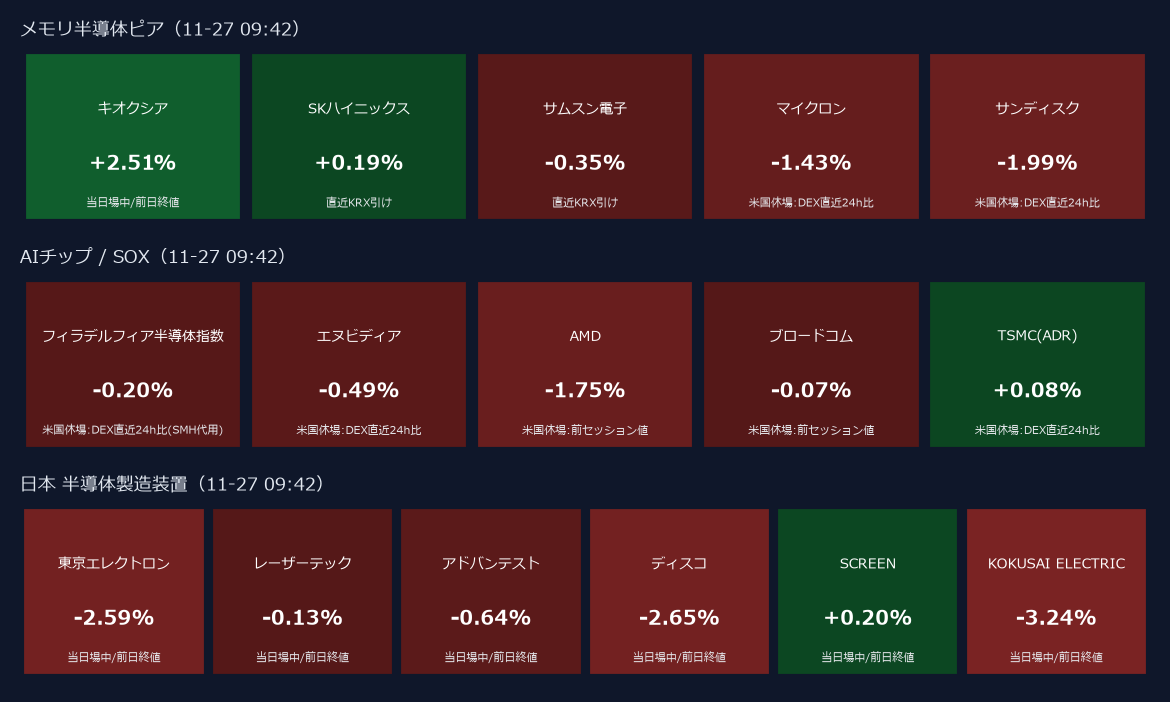 メモリ半導体ピア（11-27 09:42）
キオクシア
+2.51%
当日場中/前日終値
SKハイニックス
+0.19%
直近KRX引け
サムスン電子
-0.35%
直近KRX引け
マイクロン
-1.43%
米国休場:DEX直近24h比
サンディスク
-1.99%
米国休場:DEX直近24h比
AIチップ / SOX（11-27 09:42）
フィラデルフィア半導体指数
-0.20%
米国休場:DEX直近24h比(SMH代用)
エヌビディア
-0.49%
米国休場:DEX直近24h比
AMD
-1.75%
米国休場:前セッション値
ブロードコム
-0.07%
米国休場:前セッション値
TSMC(ADR)
+0.08%
米国休場:DEX直近24h比
日本 半導体製造装置（11-27 09:42）
東京エレクトロン
-2.59%
当日場中/前日終値
レーザーテック
-0.13%
当日場中/前日終値
アドバンテスト
-0.64%
当日場中/前日終値
ディスコ
-2.65%
当日場中/前日終値
SCREEN
+0.20%
当日場中/前日終値
KOKUSAI ELECTRIC
-3.24%
当日場中/前日終値